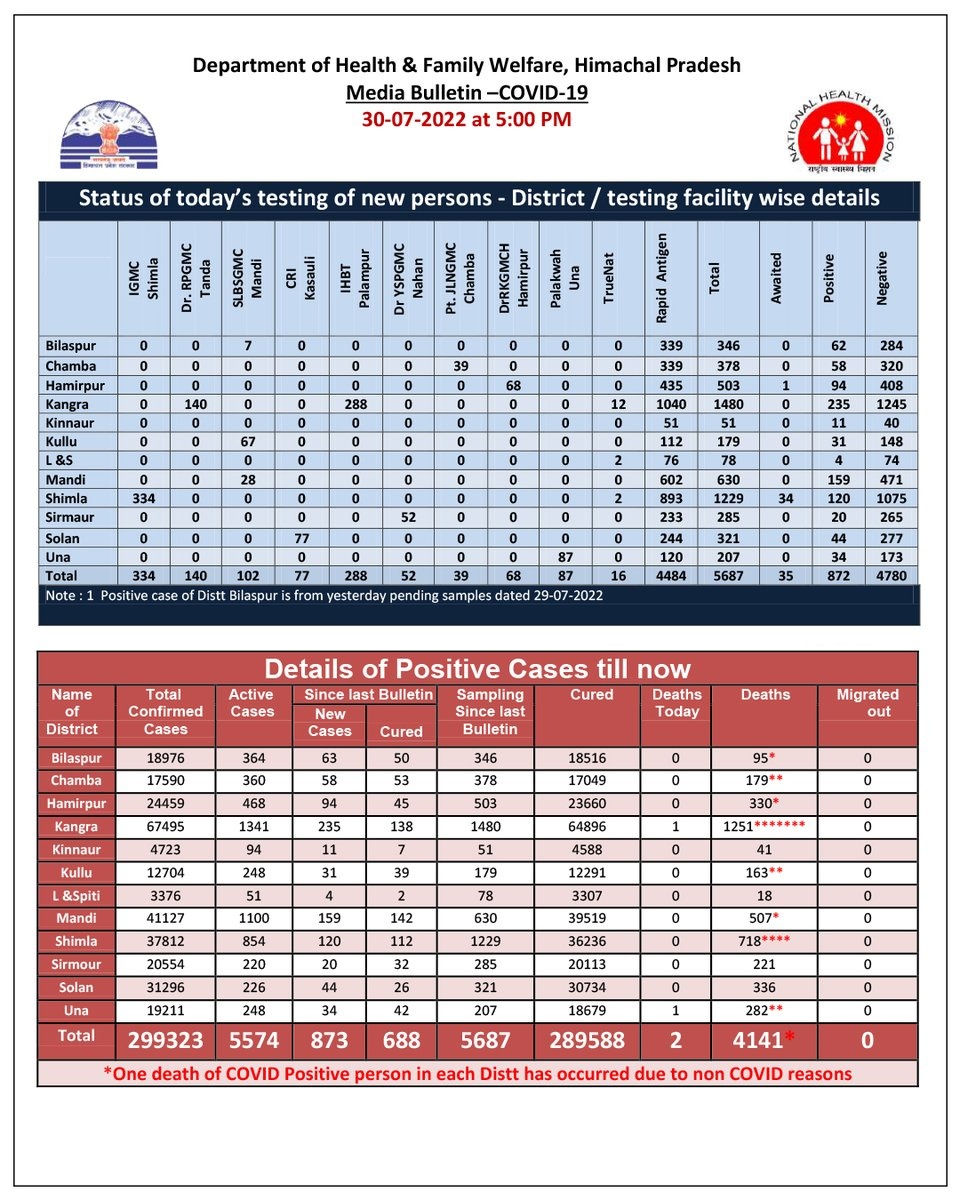 Department of Health & Family Welfare, Himachal Pradesh
Media Bulletin –COVID-19
30-07-2022 at 5:00 PM
NATIONAL HEALTH MISSION
राष्ट्रीय स्वास्थ्य मिशन
Status of today's testing of new persons - District / testing facility wise details
IGMC Shimla Dr. RPGMC Tanda SLBSGMC Mandi CRI Kasauli IHBT Palampur Dr YSPGMC Nahan Pt. JLNGMC Chamba DrRKGMCH Hamirpur Palakwah Una TrueNat Rapid Antigen Total Awaited Positive Negative
Bilaspur 0 0 7 0 0 0 0 0 0 0 339 346 0 62 284
Chamba 0 0 0 0 0 0 39 0 0 0 339 378 0 58 320
Hamirpur 0 0 0 0 0 0 0 68 0 0 435 503 1 94 408
Kangra 0 140 0 0 288 0 0 0 0 12 1040 1480 0 235 1245
Kinnaur 0 0 0 0 0 0 0 0 0 0 51 51 0 11 40
Kullu 0 0 67 0 0 0 0 0 0 0 112 179 0 31 148
L &S 0 0 0 0 0 0 0 0 0 2 76 78 0 4 74
Mandi 0 0 28 0 0 0 0 0 0 0 602 630 0 159 471
Shimla 334 0 0 0 0 0 0 0 0 2 893 1229 34 120 1075
Sirmaur 0 0 0 0 0 52 0 0 0 0 233 285 0 20 265
Solan 0 0 0 77 0 0 0 0 0 0 244 321 0 44 277
Una 0 0 0 0 0 0 0 0 87 0 120 207 0 34 173
Total 334 140 102 77 288 52 39 68 87 16 4484 5687 35 872 4780
Note : 1 Positive case of Distt Bilaspur is from yesterday pending samples dated 29-07-2022
Details of Positive Cases till now
Name of District Total Confirmed Cases Active Cases Since last Bulletin New Cases Cured Sampling Since last Bulletin Cured Deaths Today Deaths Migrated out
Bilaspur 18976 364 63 50 346 18516 0 95* 0
Chamba 17590 360 58 53 378 17049 0 179** 0
Hamirpur 24459 468 94 45 503 23660 0 330* 0
Kangra 67495 1341 235 138 1480 64896 1 1251******* 0
Kinnaur 4723 94 11 7 51 4588 0 41 0
Kullu 12704 248 31 39 179 12291 0 163** 0
L &Spiti 3376 51 4 2 78 3307 0 18 0
Mandi 41127 1100 159 142 630 39519 0 507* 0
Shimla 37812 854 120 112 1229 36236 0 718**** 0
Sirmour 20554 220 20 32 285 20113 0 221 0
Solan 31296 226 44 26 321 30734 0 336 0
Una 19211 248 34 42 207 18679 1 282** 0
Total 299323 5574 873 688 5687 289588 2 4141* 0
*One death of COVID Positive person in each Distt has occurred due to non COVID reasons